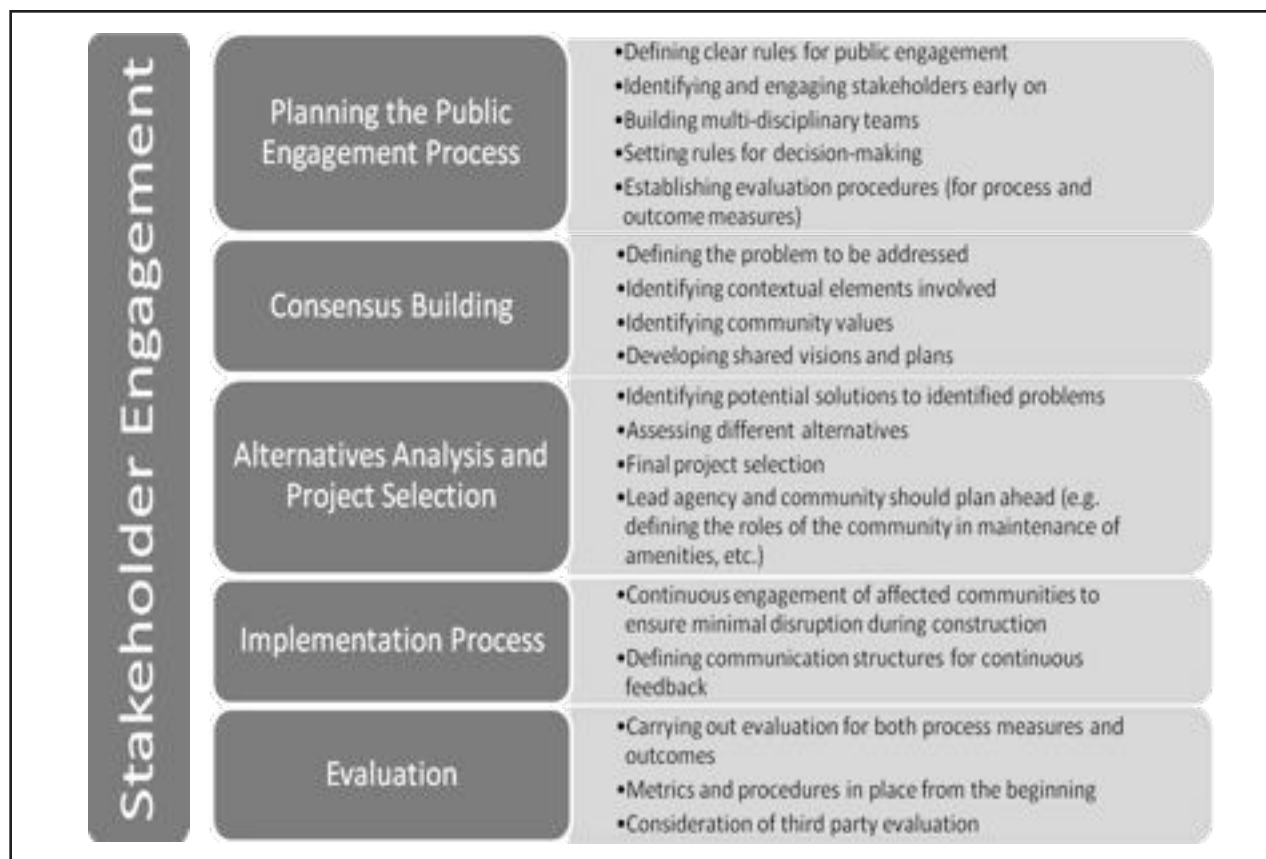 Stakeholder Engagement
Planning the Public
Engagement Process
•Defining clear rules for public engagement
•Identifying and engaging stakeholders early on
•Building multi-disciplinary teams
•Setting rules for decision-making
•Establishing evaluation procedures (for process and
outcome measures)
Consensus Building
•Defining the problem to be addressed
•Identifying contextual elements involved
•Identifying community values
•Developing shared visions and plans
Alternatives Analysis and
Project Selection
•Identifying potential solutions to identified problems
•Assessing different alternatives
•Final project selection
•Lead agency and community should plan ahead (e.g.
defining the roles of the community in maintenance of
amenities, etc.)
Implementation Process
•Continuous engagement of affected communities to
ensure minimal disruption during construction
•Defining communication structures for continuous
feedback
Evaluation
•Carrying out evaluation for both process measures and
outcomes
•Metrics and procedures in place from the beginning
•Consideration of third party evaluation